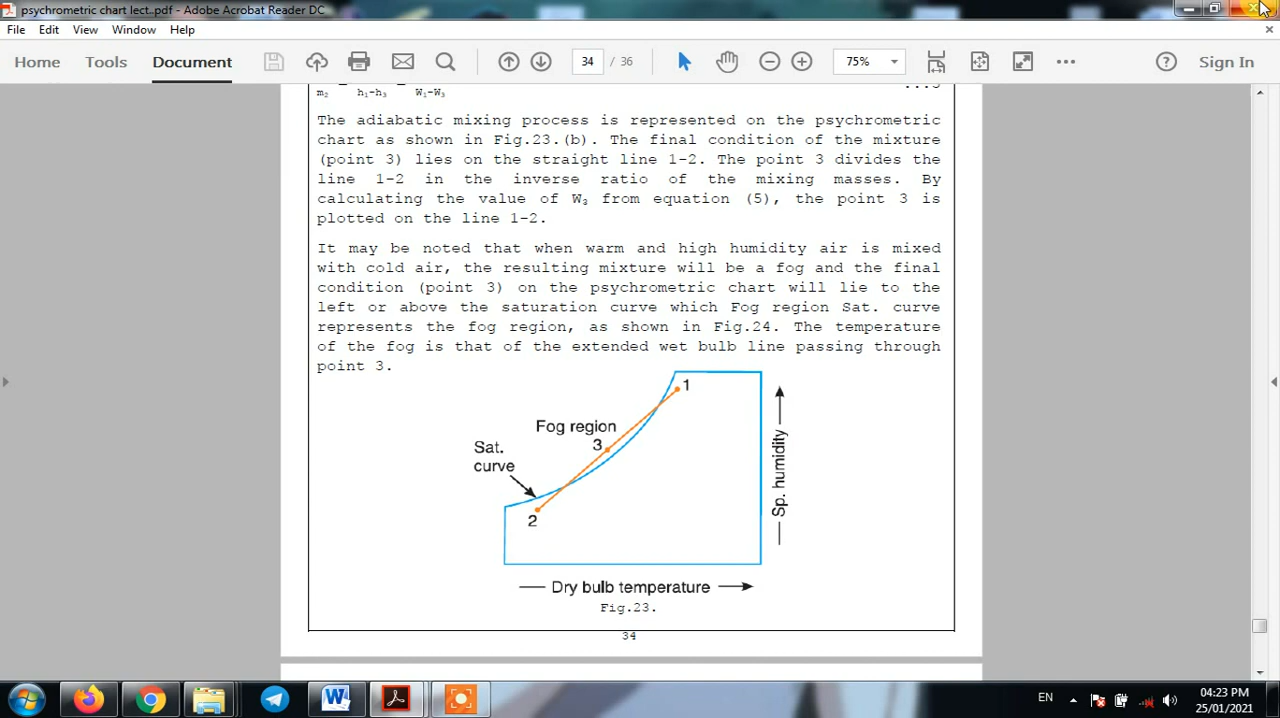 psychrometric chart lect..pdf - Adobe Acrobat Reader DC
File Edit View Window Help
Home Tools Document 34 / 36 75% Sign In
m₂ h₁-h₃ W₁-W₃
The adiabatic mixing process is represented on the psychrometric
chart as shown in Fig.23.(b). The final condition of the mixture
(point 3) lies on the straight line 1-2. The point 3 divides the
line 1-2 in the inverse ratio of the mixing masses. By
calculating the value of W₃ from equation (5), the point 3 is
plotted on the line 1-2.
It may be noted that when warm and high humidity air is mixed
with cold air, the resulting mixture will be a fog and the final
condition (point 3) on the psychrometric chart will lie to the
left or above the saturation curve which Fog region Sat. curve
represents the fog region, as shown in Fig.24. The temperature
of the fog is that of the extended wet bulb line passing through
point 3.
1
Fog region
3
Sat.
curve
2
Sp. humidity
Dry bulb temperature
Fig.23.
34
EN
04:23 PM
25/01/2021